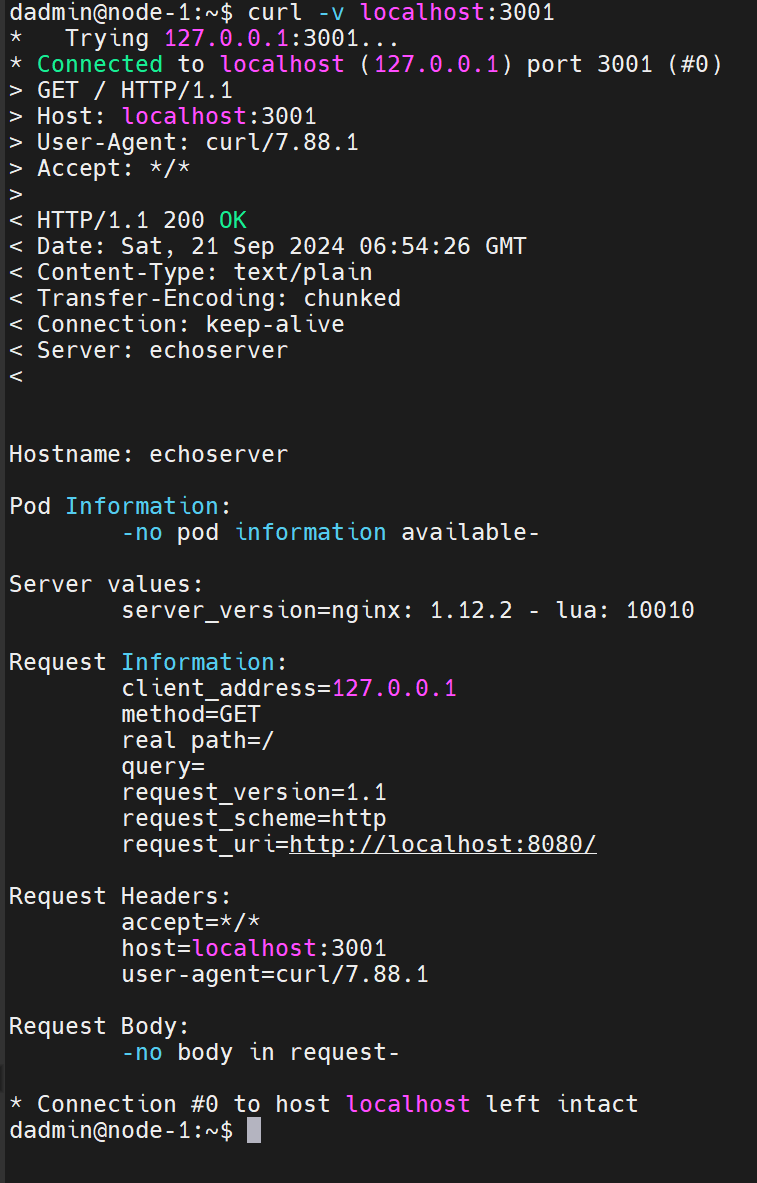 dadmin@node-1:~$ curl -v localhost:3001
*   Trying 127.0.0.1:3001...
* Connected to localhost (127.0.0.1) port 3001 (#0)
> GET / HTTP/1.1
> Host: localhost:3001
> User-Agent: curl/7.88.1
> Accept: */*
>
< HTTP/1.1 200 OK
< Date: Sat, 21 Sep 2024 06:54:26 GMT
< Content-Type: text/plain
< Transfer-Encoding: chunked
< Connection: keep-alive
< Server: echoserver
<
Hostname: echoserver
Pod Information:
        -no pod information available-
Server values:
        server_version=nginx: 1.12.2 - lua: 10010
Request Information:
        client_address=127.0.0.1
        method=GET
        real path=/
        query=
        request_version=1.1
        request_scheme=http
        request_uri=http://localhost:8080/
Request Headers:
        accept=*/*
        host=localhost:3001
        user-agent=curl/7.88.1
Request Body:
        -no body in request-
* Connection #0 to host localhost left intact
dadmin@node-1:~$